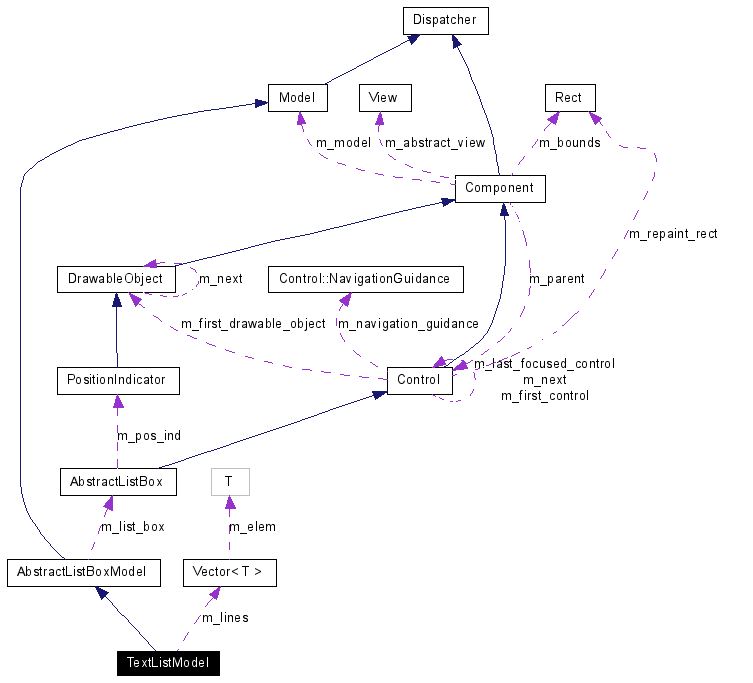 Dispatcher
Model
View
Rect
m_model
m_abstract_view
m_bounds
Component
m_repaint_rect
DrawableObject
m_next
Control::NavigationGuidance
m_parent
m_first_drawable_object
m_navigation_guidance
PositionIndicator
Control
m_last_focused_control
m_next
m_first_control
m_pos_ind
AbstractListBox
T
m_list_box
m_elem
AbstractListBoxModel
Vector< T >
m_lines
TextListModel